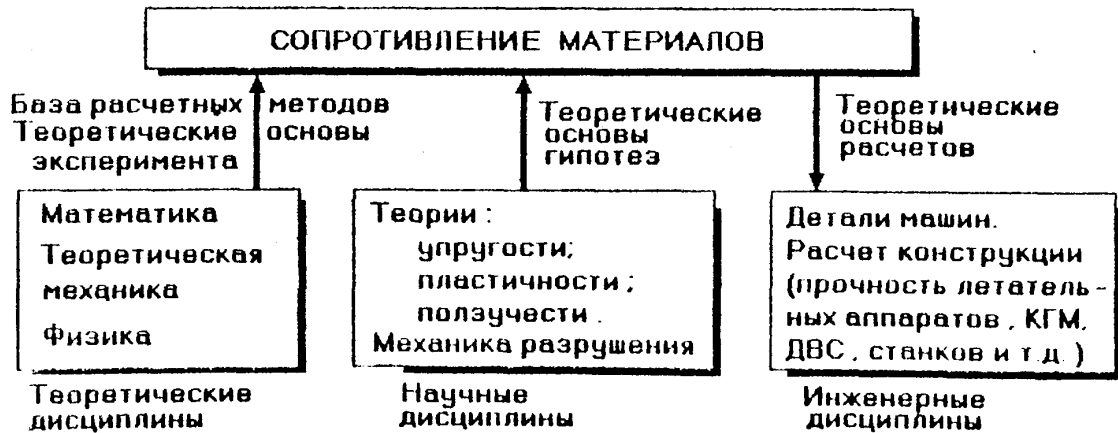 СОПРОТИВЛЕНИЕ МАТЕРИАЛОВ
База расчетных методов
Теоретические основы
эксперимента
Теоретические
основы
гипотез
Теоретические
основы
расчетов
Математика
Теоретическая
механика
Физика
Теории :
упругости;
пластичности ;
ползучести .
Механика разрушения
Детали машин.
Расчет конструкции
(прочность летатель -
ных аппаратов , КГМ,
ДВС , станков и т.д. )
Теоретические
дисциплины
Научные
дисциплины
Инженерные
дисциплины